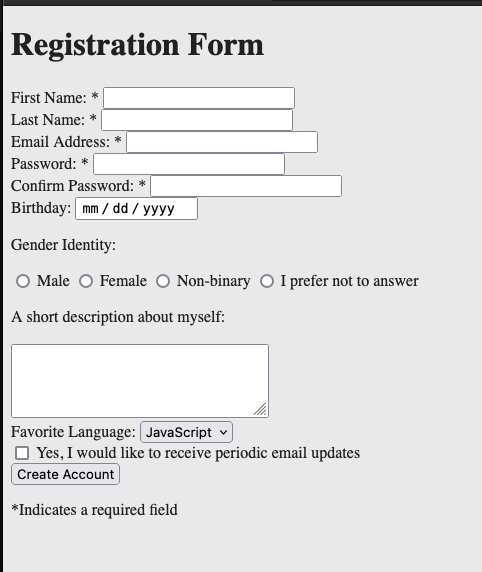 Registration Form
First Name: *
Last Name: *
Email Address: *
Password: *
Confirm Password: *
Birthday: mm / dd / yyyy
Gender Identity:
Male Female Non-binary I prefer not to answer
A short description about myself:
Favorite Language: JavaScript
Yes, I would like to receive periodic email updates
Create Account
*Indicates a required field